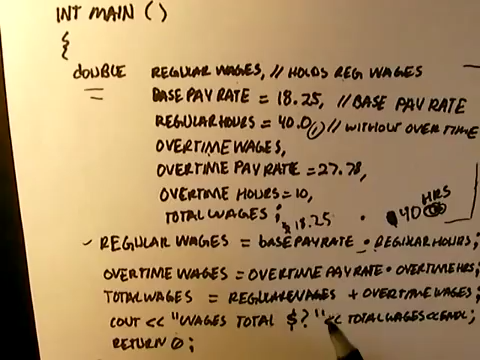 INT MAIN ()
{
double REGULAR WAGES, // HOLDS REG WAGES
BASE PAY RATE = 18.25, // BASE PAY RATE
REGULAR HOURS = 40.0, // WITHOUT OVERTIME
OVERTIME WAGES,
OVERTIME PAY RATE = 27.78,
OVERTIME HOURS = 10,
TOTAL WAGES ;
$18.25 • 40 HRS
REGULAR WAGES = basE PAY RATE • REGULAR HOURS;
OVERTIME WAGES = OVERTIME PAY RATE • OVERTIME HRS;
TOTAL WAGES = REGULAR WAGES + OVERTIME WAGES;
COUT << "WAGES TOTAL $? " << TOTAL WAGES << ENDL;
RETURN 0;